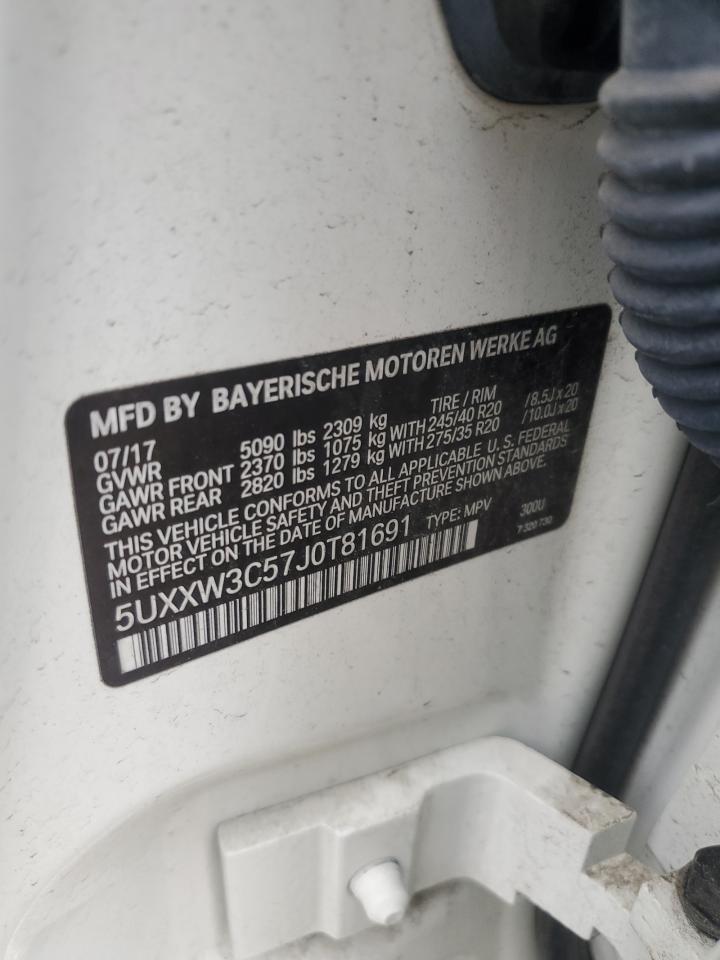 MFD BY BAYERISCHE MOTOREN WERKE AG
07/17 TIRE / RIM
GVWR 5090 lbs 2309 kg
GAWR FRONT 2370 lbs 1075 kg WITH 245/40 R20 /8.5J x 20
GAWR REAR 2820 lbs 1279 kg WITH 275/35 R20 /10.0J x 20
THIS VEHICLE CONFORMS TO ALL APPLICABLE U. S. FEDERAL
MOTOR VEHICLE SAFETY AND THEFT PREVENTION STANDARDS
IN EFFECT ON THE DATE OF MANUFACTURE SHOWN ABOVE.
5UXXW3C57J0T81691 TYPE: MPV 300U
7 320 730